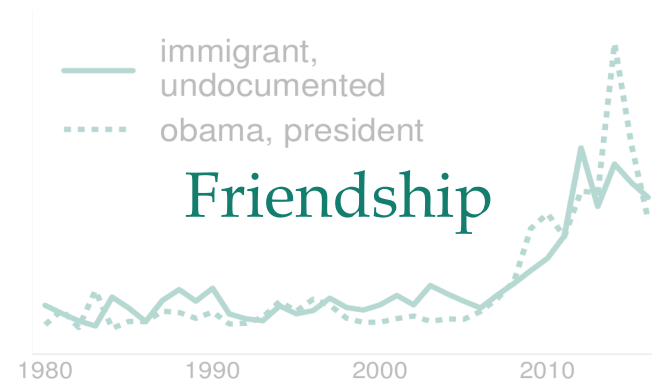 immigrant,
undocumented
obama, president
Friendship
1980 1990 2000 2010